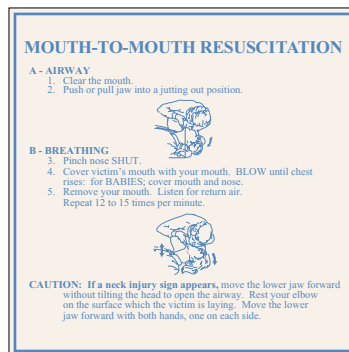 MOUTH-TO-MOUTH RESUSCITATION
A - AIRWAY
1. Clear the mouth.
2. Push or pull jaw into a jutting out position.
B - BREATHING
3. Pinch nose SHUT.
4. Cover victim's mouth with your mouth. BLOW until chest
rises: for BABIES; cover mouth and nose.
5. Remove your mouth. Listen for return air.
Repeat 12 to 15 times per minute.
CAUTION: If a neck injury sign appears, move the lower jaw forward
without tilting the head to open the airway. Rest your elbow
on the surface which the victim is laying. Move the lower
jaw forward with both hands, one on each side.